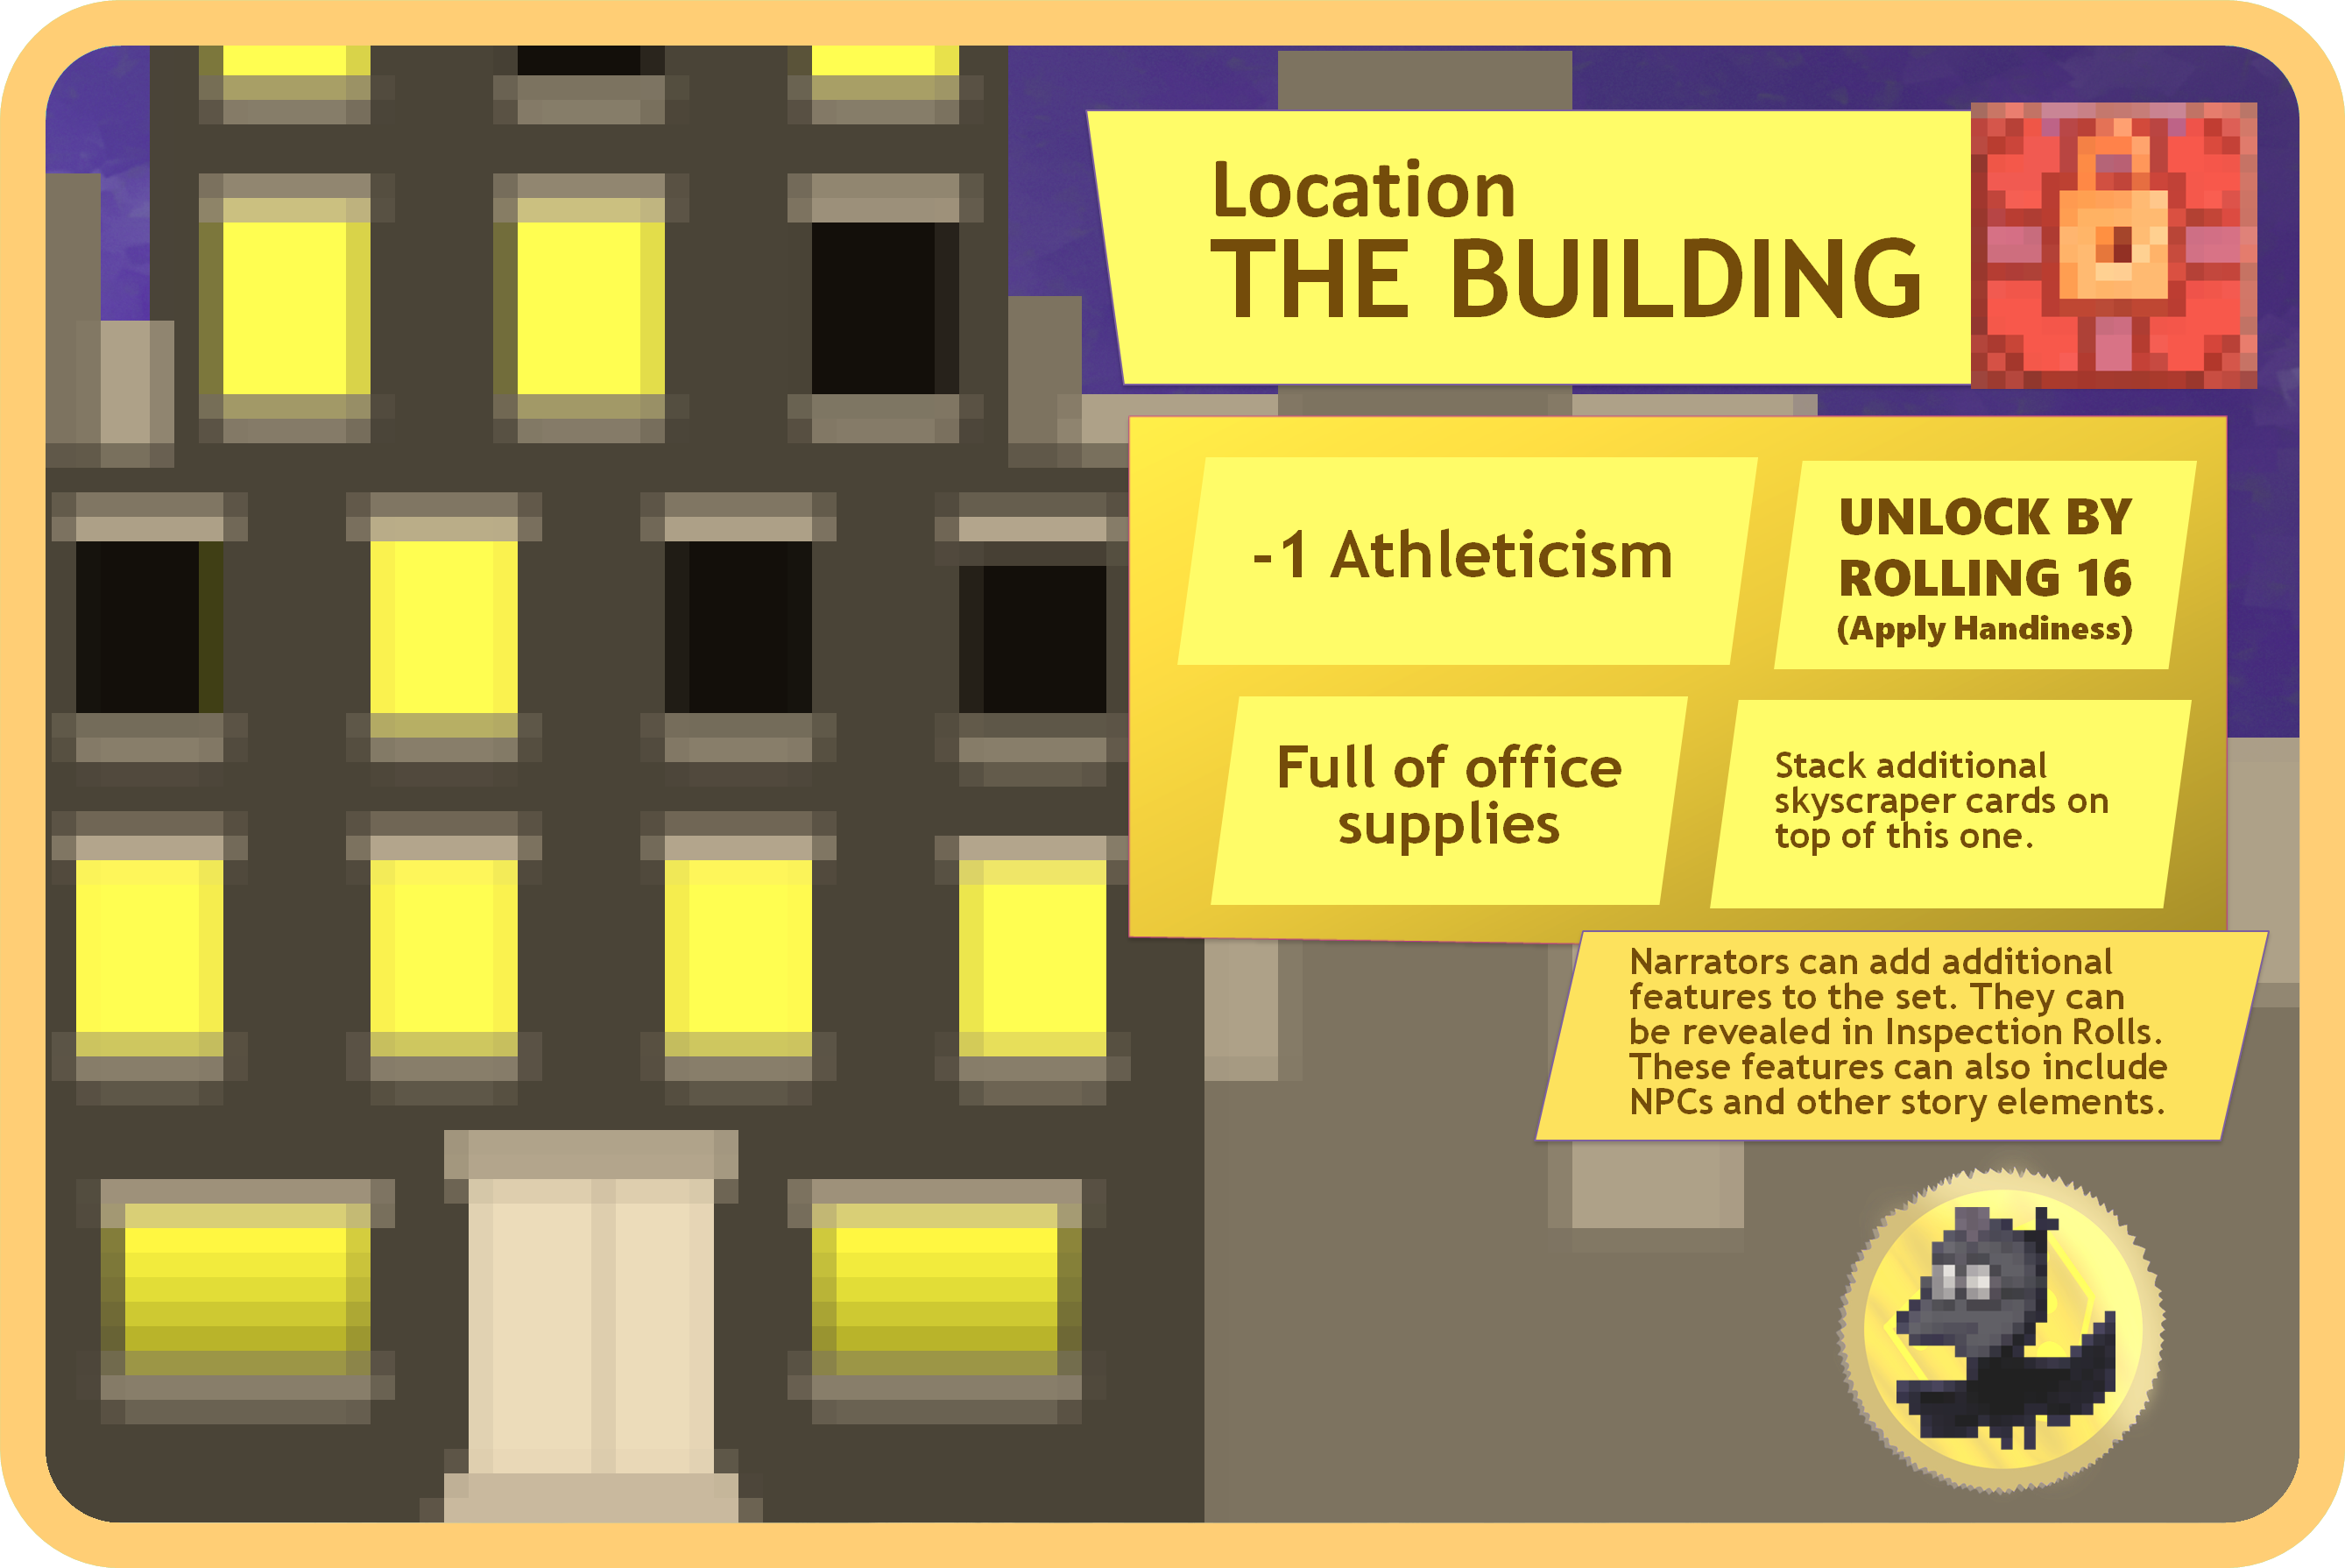 Location
THE BUILDING
-1 Athleticism
UNLOCK BY
ROLLING 16
(Apply Handiness)
Full of office
supplies
Stack additional
skyscraper cards on
top of this one.
Narrators can add additional
features to the set. They can
be revealed in Inspection Rolls.
These features can also include
NPCs and other story elements.